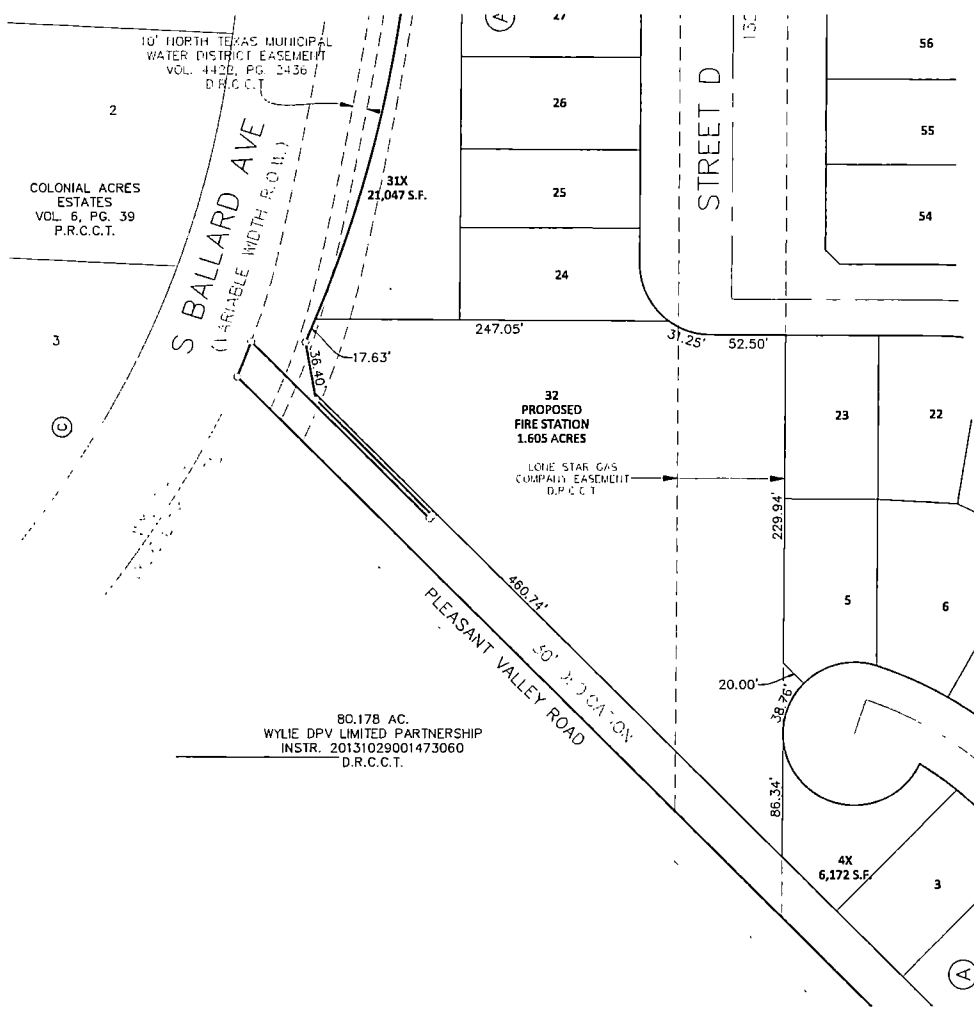 10' NORTH TEXAS MUNICIPAL
WATER DISTRICT EASEMENT
VOL. 4422, PG. 2436
D.R.C.C.T.
2
COLONIAL ACRES
ESTATES
VOL. 6, PG. 39
P.R.C.C.T.
3
C
S BALLARD AVE
(VARIABLE WIDTH R.O.W.)
31X
21,047 S.F.
A
27
26
25
24
STREET D
132
56
55
54
247.05'
31.25'
52.50'
17.63'
36.40'
32
PROPOSED
FIRE STATION
1.605 ACRES
LONE STAR GAS
COMPANY EASEMENT
D.R.C.C.T.
23
22
229.94'
5
6
460.74'
50' DEDICATION
PLEASANT VALLEY ROAD
20.00'
38.76'
86.34'
80.178 AC.
WYLIE DPV LIMITED PARTNERSHIP
INSTR. 20131029001473060
D.R.C.C.T.
4X
6,172 S.F.
3
A